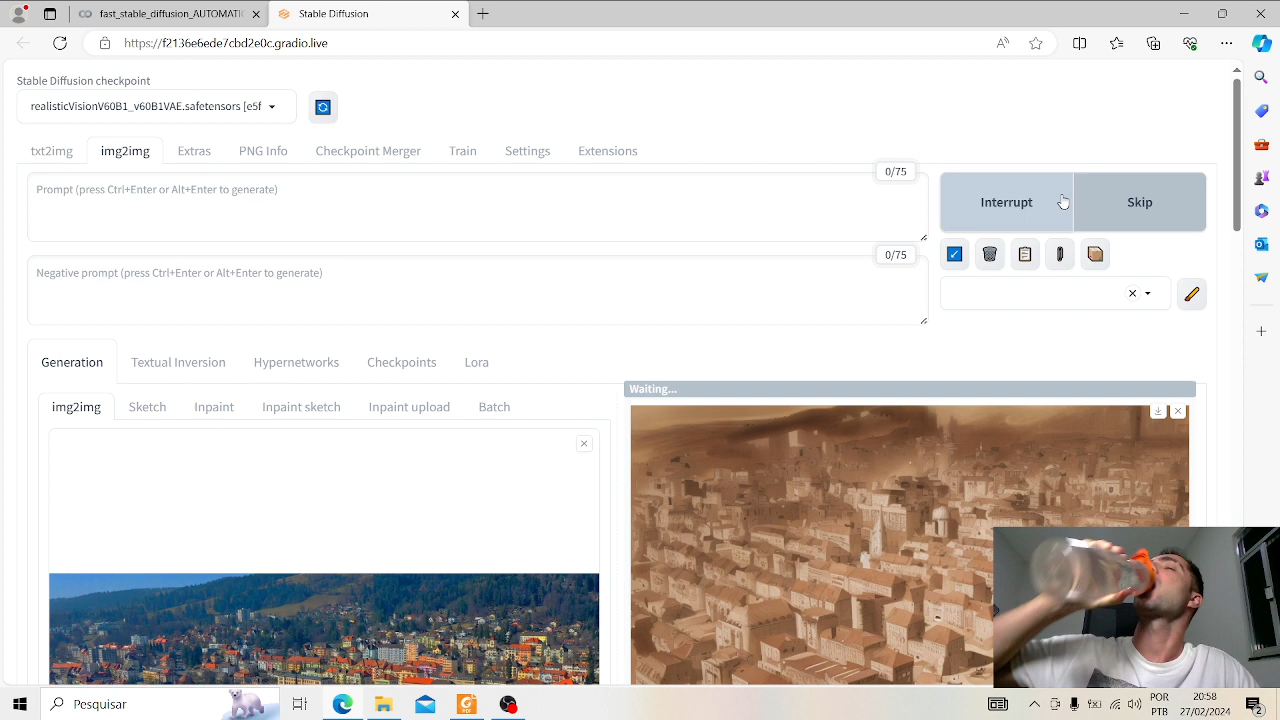 fast_stable_diffusion_AUTOMATI
Stable Diffusion
https://f2136e6ede7cbd2e0c.gradio.live
Stable Diffusion checkpoint
realisticVisionV60B1_v60B1VAE.safetensors [e5f
txt2img img2img Extras PNG Info Checkpoint Merger Train Settings Extensions
0/75
Prompt (press Ctrl+Enter or Alt+Enter to generate)
Interrupt Skip
0/75
Negative prompt (press Ctrl+Enter or Alt+Enter to generate)
Generation Textual Inversion Hypernetworks Checkpoints Lora
Waiting...
img2img Sketch Inpaint Inpaint sketch Inpaint upload Batch
Pesquisar
POR
PTB
20:58
27/02/2024
2